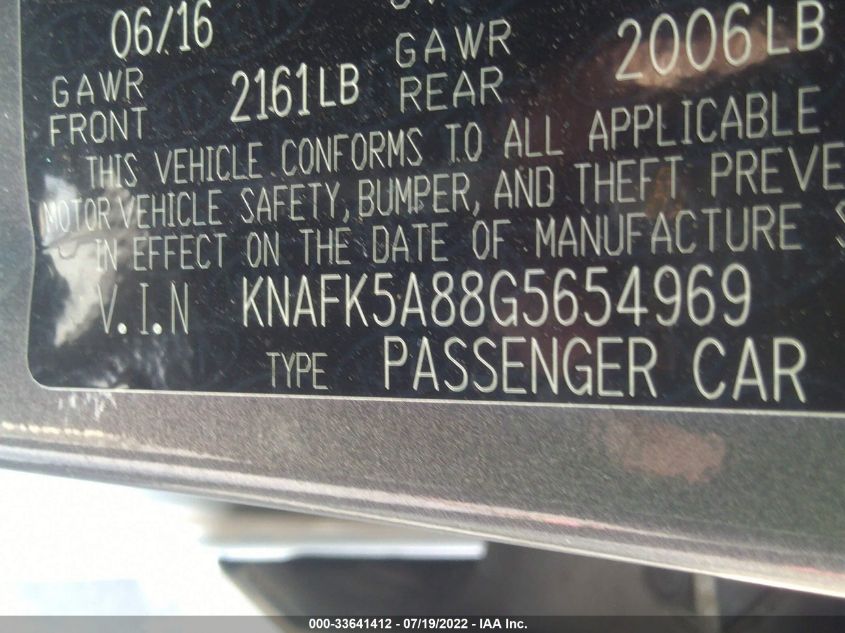 06/16
GAWR FRONT 2161LB GAWR REAR 2006LB
THIS VEHICLE CONFORMS TO ALL APPLICABLE
MOTOR VEHICLE SAFETY, BUMPER, AND THEFT PREVE
IN EFFECT ON THE DATE OF MANUFACTURE S
V.I.N KNAFK5A88G5654969
TYPE PASSENGER CAR
000-33641412 - 07/19/2022 - IAA Inc.